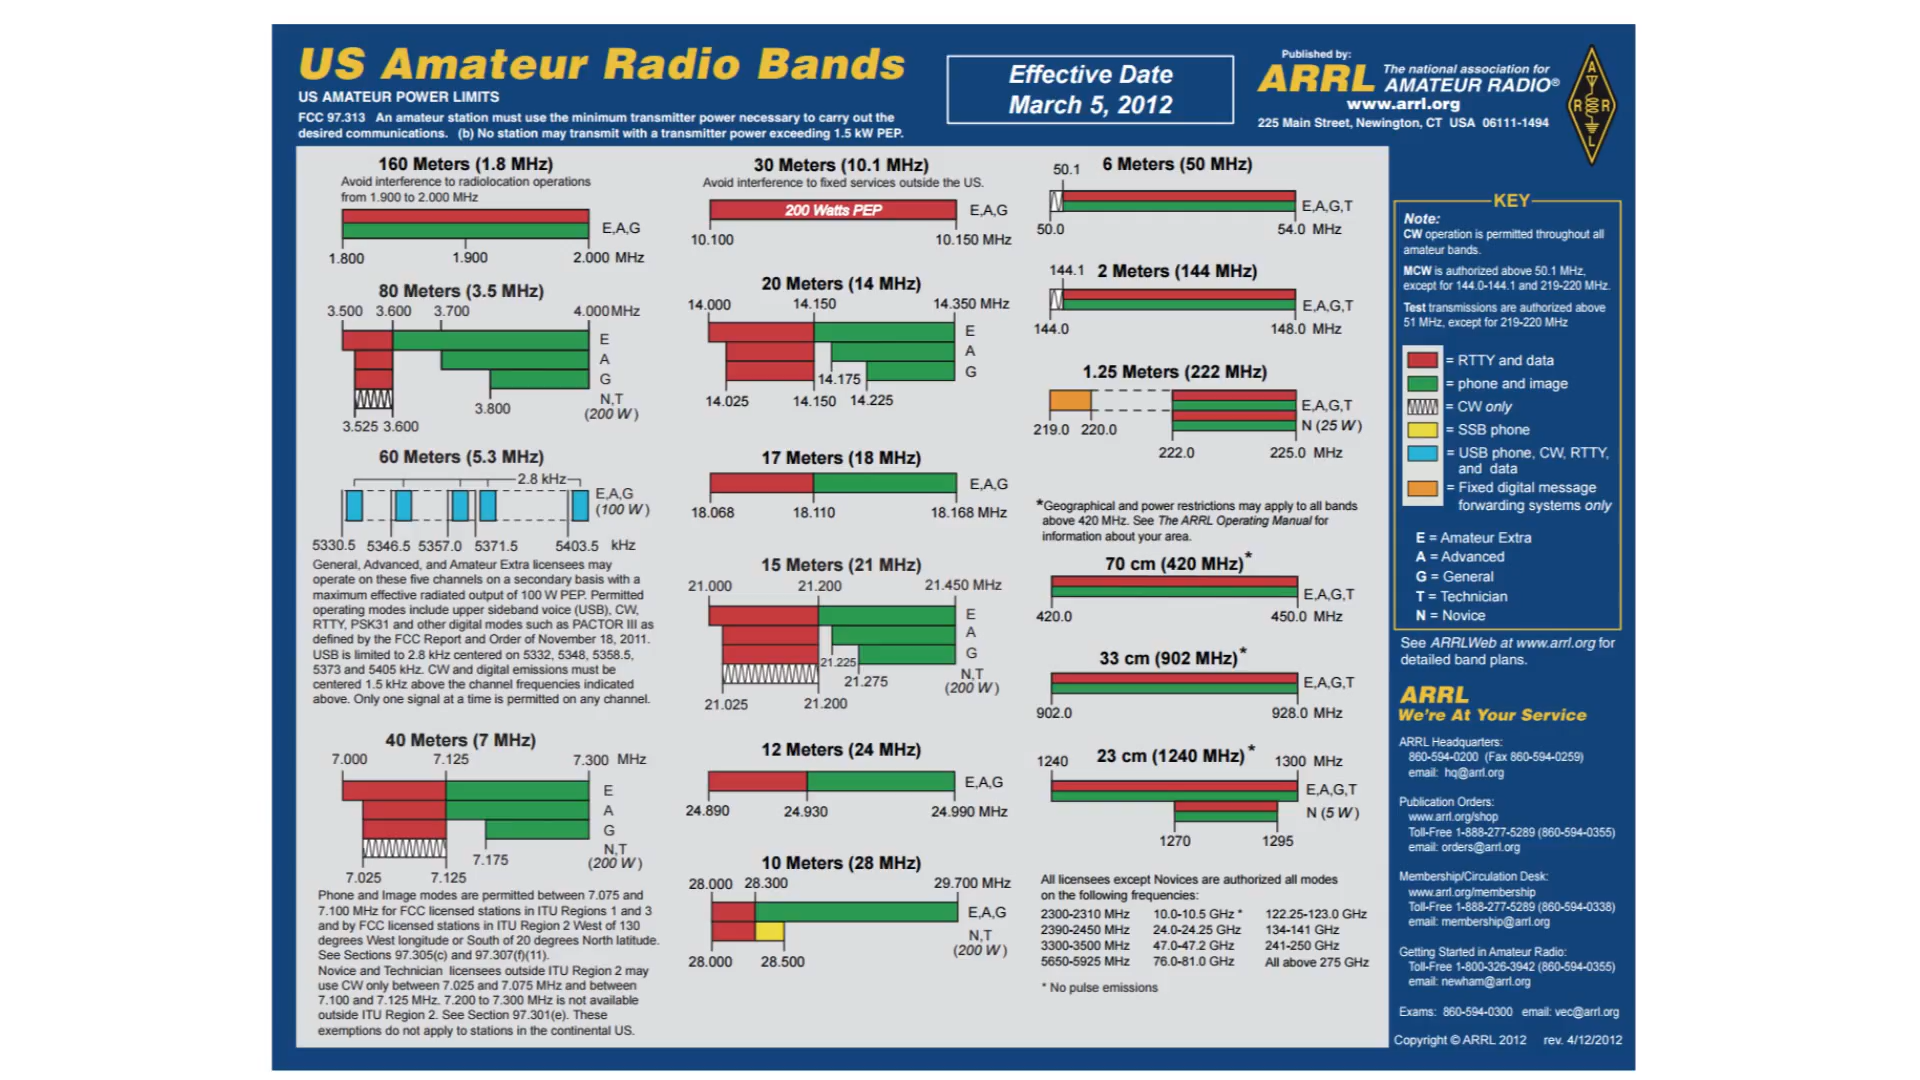 US Amateur Radio Bands
US AMATEUR POWER LIMITS
FCC 97.313 An amateur station must use the minimum transmitter power necessary to carry out the
desired communications. (b) No station may transmit with a transmitter power exceeding 1.5 kW PEP.
Effective Date
March 5, 2012
Published by:
ARRL The national association for
AMATEUR RADIO®
www.arrl.org
225 Main Street, Newington, CT USA 06111-1494
A
R R
L
160 Meters (1.8 MHz)
Avoid interference to radiolocation operations
from 1.900 to 2.000 MHz
E,A,G
1.800 1.900 2.000 MHz
80 Meters (3.5 MHz)
3.500 3.600 3.700 4.000 MHz
E
A
G
N,T
3.800 (200 W)
3.525 3.600
60 Meters (5.3 MHz)
2.8 kHz
E,A,G
(100 W)
5330.5 5346.5 5357.0 5371.5 5403.5 kHz
General, Advanced, and Amateur Extra licensees may
operate on these five channels on a secondary basis with a
maximum effective radiated output of 100 W PEP. Permitted
operating modes include upper sideband voice (USB), CW,
RTTY, PSK31 and other digital modes such as PACTOR III as
defined by the FCC Report and Order of November 18, 2011.
USB is limited to 2.8 kHz centered on 5332, 5348, 5358.5,
5373 and 5405 kHz. CW and digital emissions must be
centered 1.5 kHz above the channel frequencies indicated
above. Only one signal at a time is permitted on any channel.
40 Meters (7 MHz)
7.000 7.125 7.300 MHz
E
A
G
N,T
7.175 (200 W)
7.025 7.125
Phone and Image modes are permitted between 7.075 and
7.100 MHz for FCC licensed stations in ITU Regions 1 and 3
and by FCC licensed stations in ITU Region 2 West of 130
degrees West longitude or South of 20 degrees North latitude.
See Sections 97.305(c) and 97.307(f)(11).
Novice and Technician licensees outside ITU Region 2 may
use CW only between 7.025 and 7.075 MHz and between
7.100 and 7.125 MHz. 7.200 to 7.300 MHz is not available
outside ITU Region 2. See Section 97.301(e). These
exemptions do not apply to stations in the continental US.
30 Meters (10.1 MHz)
Avoid interference to fixed services outside the US.
200 Watts PEP E,A,G
10.100 10.150 MHz
20 Meters (14 MHz)
14.000 14.150 14.350 MHz
E
A
G
14.175
14.025 14.150 14.225
17 Meters (18 MHz)
E,A,G
18.068 18.110 18.168 MHz
15 Meters (21 MHz)
21.000 21.200 21.450 MHz
E
A
G
21.225
N,T
21.275 (200 W)
21.025 21.200
12 Meters (24 MHz)
E,A,G
24.890 24.930 24.990 MHz
10 Meters (28 MHz)
28.000 28.300 29.700 MHz
E,A,G
N,T
(200 W)
28.000 28.500
6 Meters (50 MHz)
50.1
E,A,G,T
50.0 54.0 MHz
2 Meters (144 MHz)
144.1
E,A,G,T
144.0 148.0 MHz
1.25 Meters (222 MHz)
E,A,G,T
N (25 W)
219.0 220.0
222.0 225.0 MHz
*Geographical and power restrictions may apply to all bands
above 420 MHz. See The ARRL Operating Manual for
information about your area.
70 cm (420 MHz)*
E,A,G,T
420.0 450.0 MHz
33 cm (902 MHz)*
E,A,G,T
902.0 928.0 MHz
23 cm (1240 MHz)*
1240 1300 MHz
E,A,G,T
N (5 W)
1270 1295
All licensees except Novices are authorized all modes
on the following frequencies:
2300-2310 MHz 10.0-10.5 GHz * 122.25-123.0 GHz
2390-2450 MHz 24.0-24.25 GHz 134-141 GHz
3300-3500 MHz 47.0-47.2 GHz 241-250 GHz
5650-5925 MHz 76.0-81.0 GHz All above 275 GHz
* No pulse emissions
KEY
Note:
CW operation is permitted throughout all
amateur bands.
MCW is authorized above 50.1 MHz,
except for 144.0-144.1 and 219-220 MHz.
Test transmissions are authorized above
51 MHz, except for 219-220 MHz
= RTTY and data
= phone and image
= CW only
= SSB phone
= USB phone, CW, RTTY,
and data
= Fixed digital message
forwarding systems only
E = Amateur Extra
A = Advanced
G = General
T = Technician
N = Novice
See ARRLWeb at www.arrl.org for
detailed band plans.
ARRL
We're At Your Service
ARRL Headquarters:
860-594-0200 (Fax 860-594-0259)
email: hq@arrl.org
Publication Orders:
www.arrl.org/shop
Toll-Free 1-888-277-5289 (860-594-0355)
email: orders@arrl.org
Membership/Circulation Desk:
www.arrl.org/membership
Toll-Free 1-888-277-5289 (860-594-0338)
email: membership@arrl.org
Getting Started in Amateur Radio:
Toll-Free 1-800-326-3942 (860-594-0355)
email: newham@arrl.org
Exams: 860-594-0300 email: vec@arrl.org
Copyright © ARRL 2012 rev. 4/12/2012